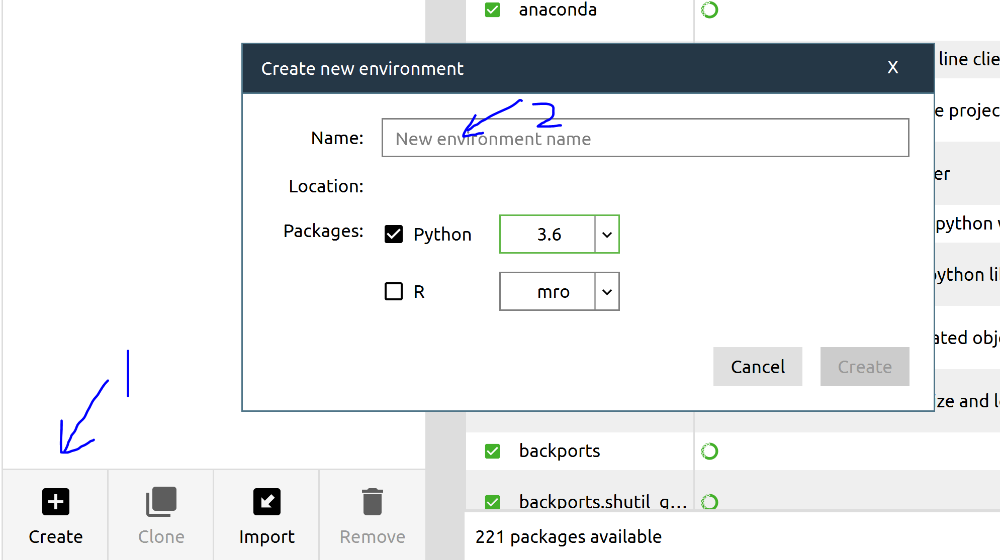 anaconda
line clie
Create new environment X
2
e projec
Name: New environment name
er
Location:
python
Packages: Python 3.6
ython li
R mro
ated obj
1
Cancel Create
ize and l
backports
backports.shutil_g...
Create Clone Import Remove
221 packages available